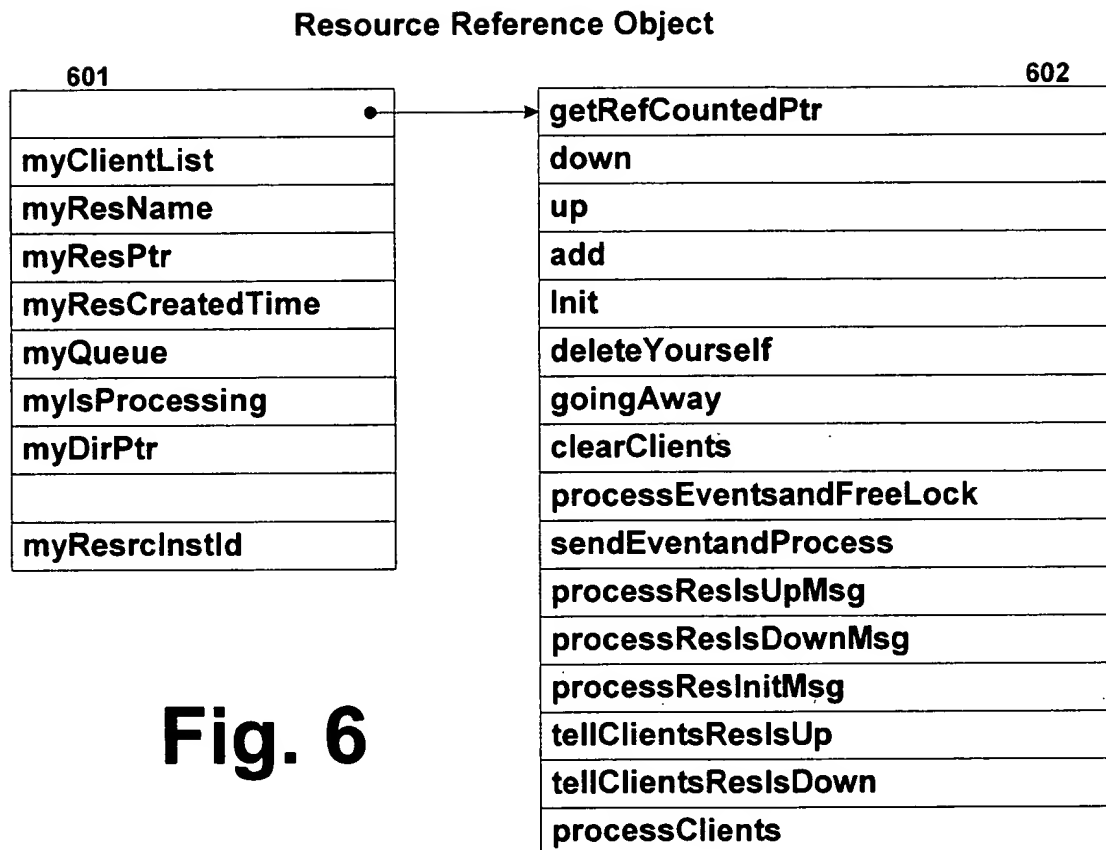 Resource Reference Object
601
myClientList
myResName
myResPtr
myResCreatedTime
myQueue
myIsProcessing
myDirPtr
myResrcInstId
602
getRefCountedPtr
down
up
add
Init
deleteYourself
goingAway
clearClients
processEventsandFreeLock
sendEventandProcess
processResIsUpMsg
processResIsDownMsg
processResInitMsg
tellClientsResIsUp
tellClientsResIsDown
processClients
Fig. 6